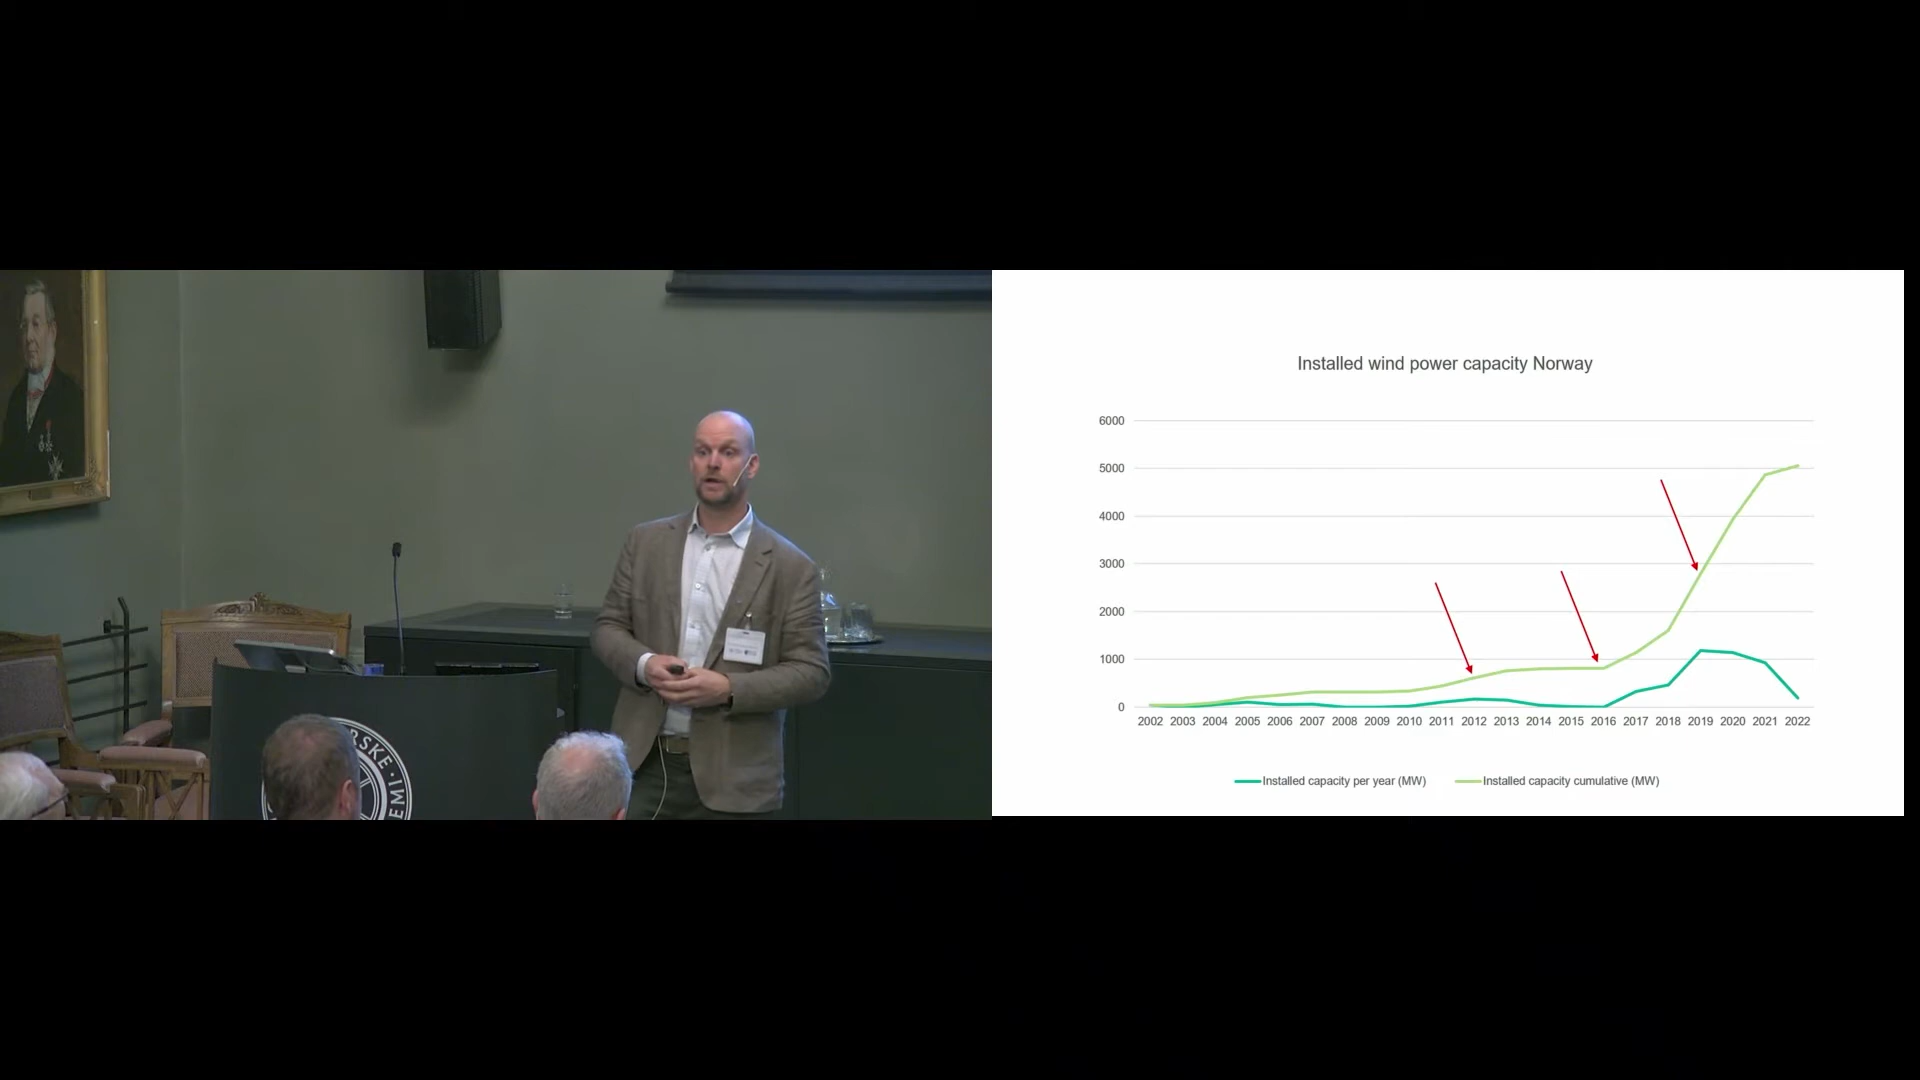 Installed wind power capacity Norway
6000
5000
4000
3000
2000
1000
0
2002 2003 2004 2005 2006 2007 2008 2009 2010 2011 2012 2013 2014 2015 2016 2017 2018 2019 2020 2021 2022
Installed capacity per year (MW) Installed capacity cumulative (MW)
RSKE · VI